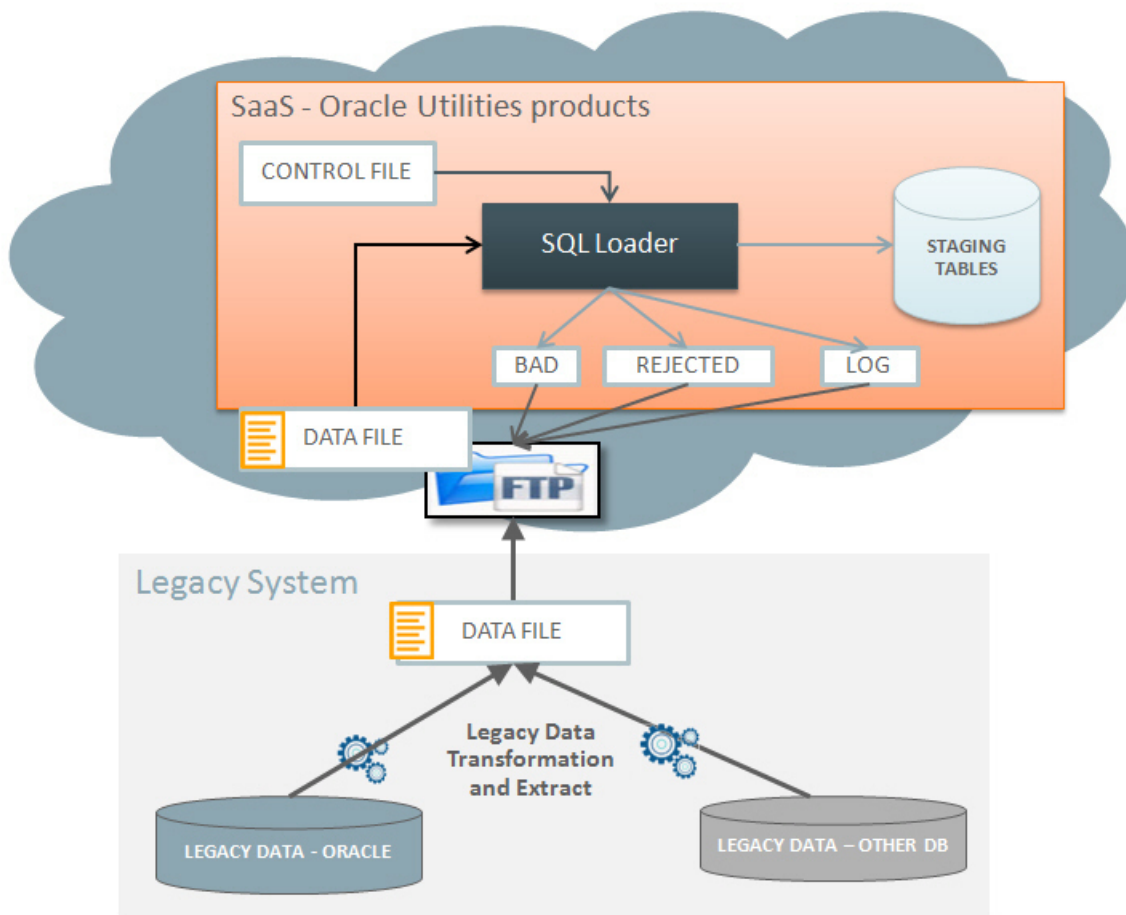 SaaS - Oracle Utilities products
CONTROL FILE
SQL Loader
STAGING
TABLES
BAD
REJECTED
LOG
DATA FILE
FTP
Legacy System
DATA FILE
Legacy Data
Transformation
and Extract
LEGACY DATA - ORACLE
LEGACY DATA – OTHER DB